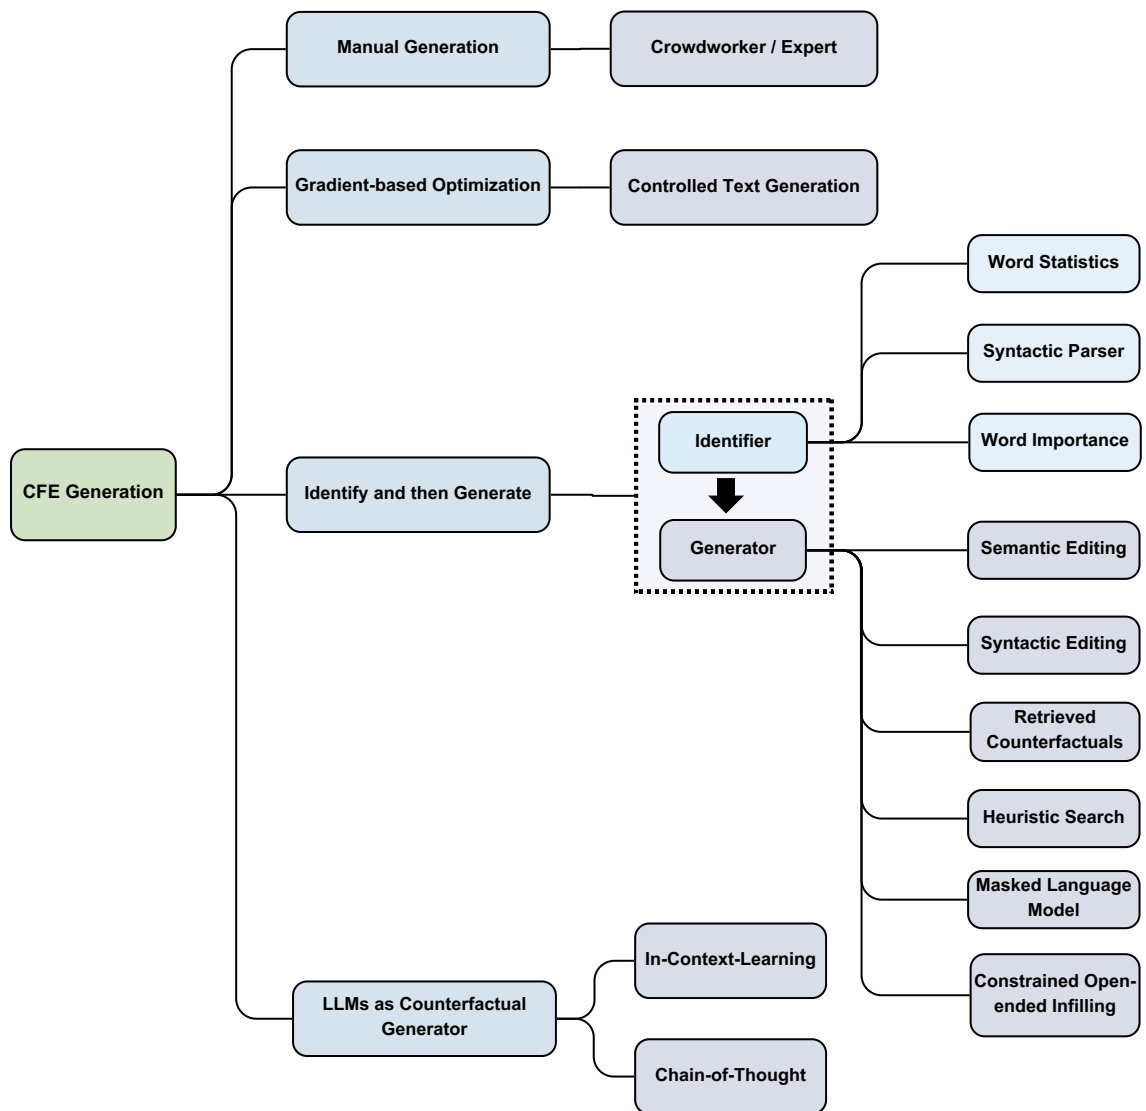 Manual Generation
Crowdworker / Expert
Gradient-based Optimization
Controlled Text Generation
Word Statistics
Syntactic Parser
Identifier
Word Importance
CFE Generation
Identify and then Generate
Generator
Semantic Editing
Syntactic Editing
Retrieved
Counterfactuals
Heuristic Search
Masked Language
Model
In-Context-Learning
Constrained Open-
ended Infilling
LLMs as Counterfactual
Generator
Chain-of-Thought